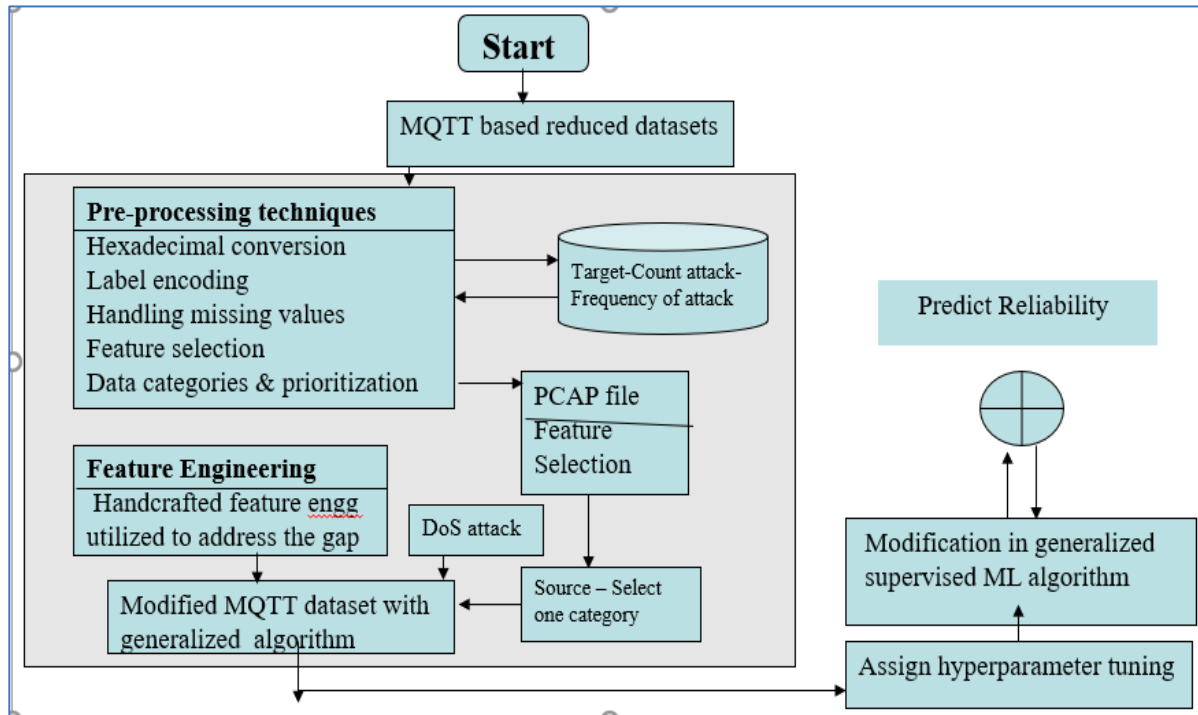 Start
MQTT based reduced datasets
Pre-processing techniques
Hexadecimal conversion
Label encoding
Handling missing values
Feature selection
Data categories & prioritization
Target-Count attack-
Frequency of attack
PCAP file
Feature
Selection
Feature Engineering
Handcrafted feature engg
utilized to address the gap
DoS attack
Source – Select
one category
Modified MQTT dataset with
generalized algorithm
Predict Reliability
Modification in generalized
supervised ML algorithm
Assign hyperparameter tuning